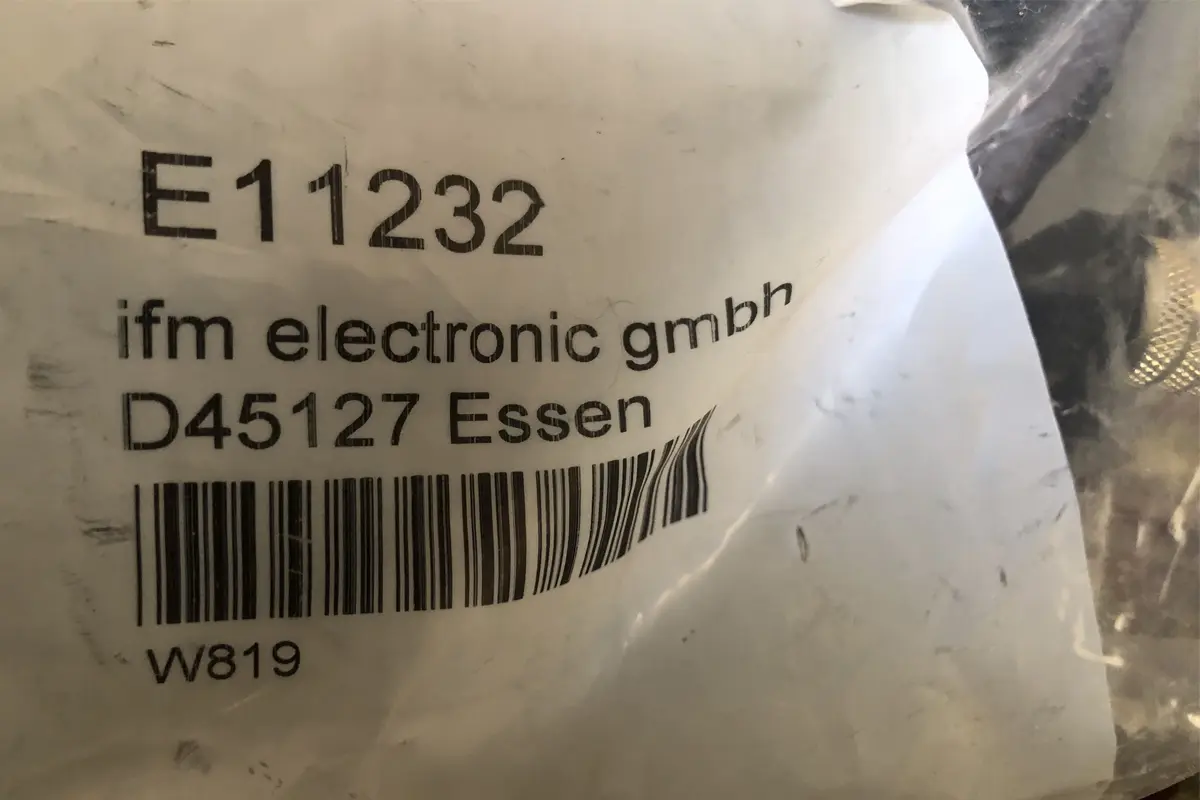 E11232
ifm electronic gmbh
D45127 Essen
W819